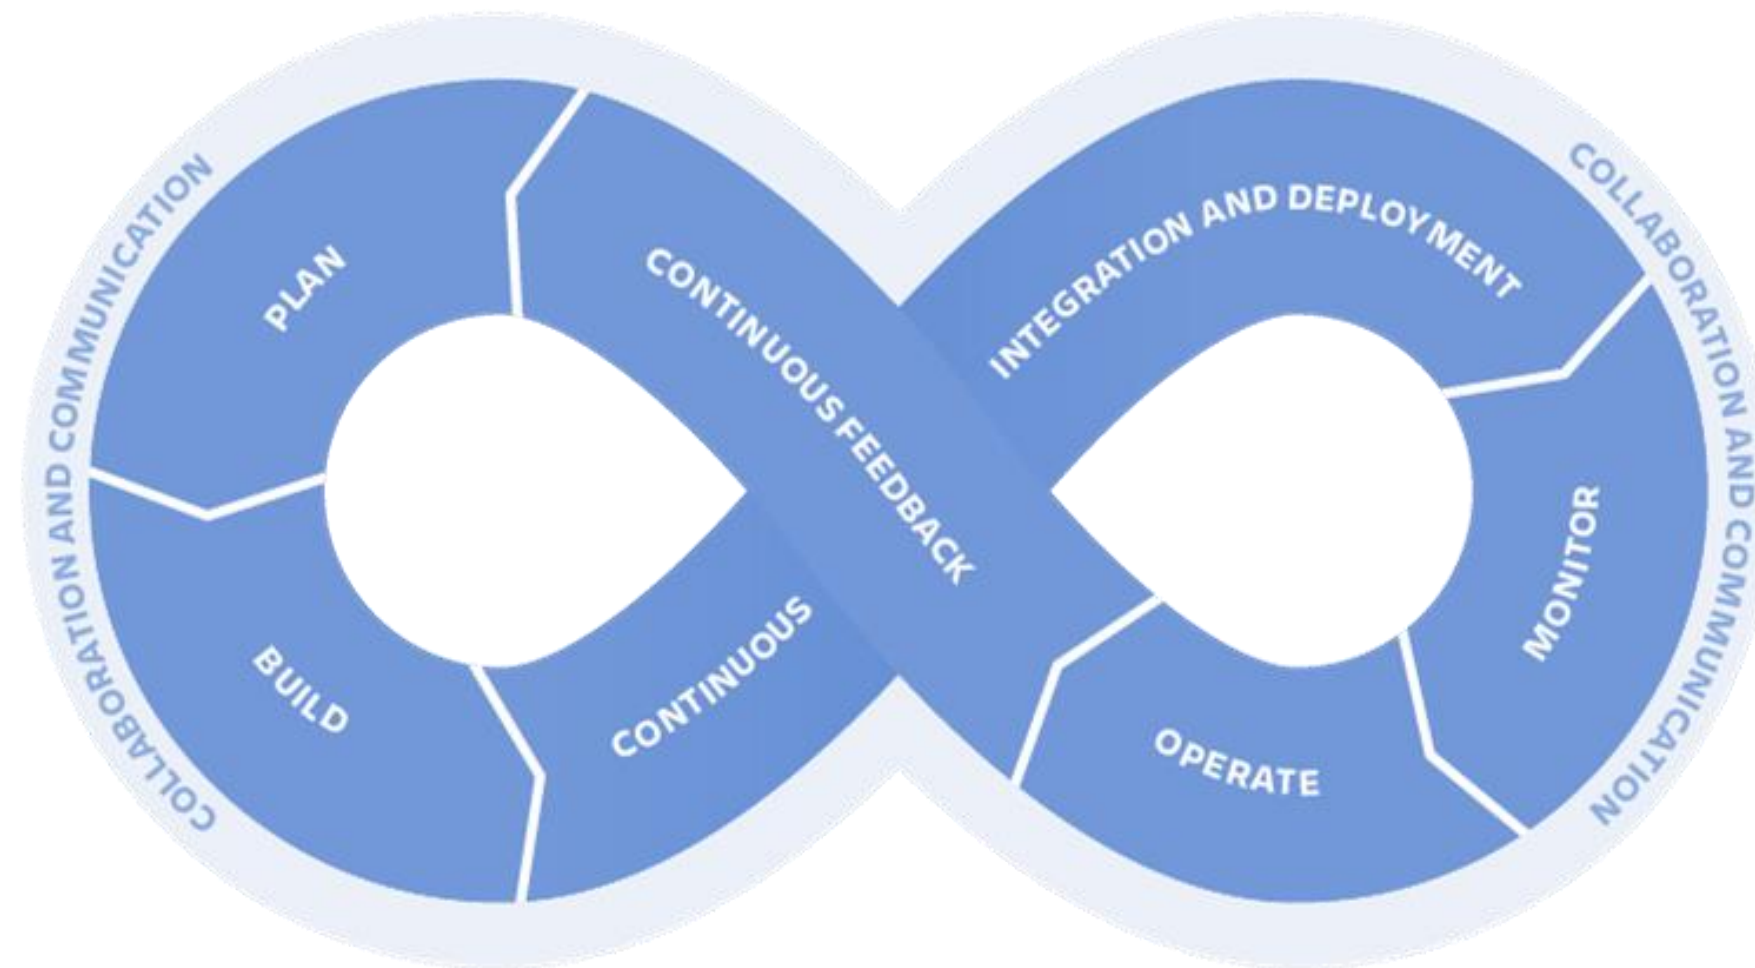 COLLABORATION AND COMMUNICATION
PLAN
BUILD
CONTINUOUS
INTEGRATION AND DEPLOYMENT
MONITOR
OPERATE
CONTINUOUS FEEDBACK
COLLABORATION AND COMMUNICATION